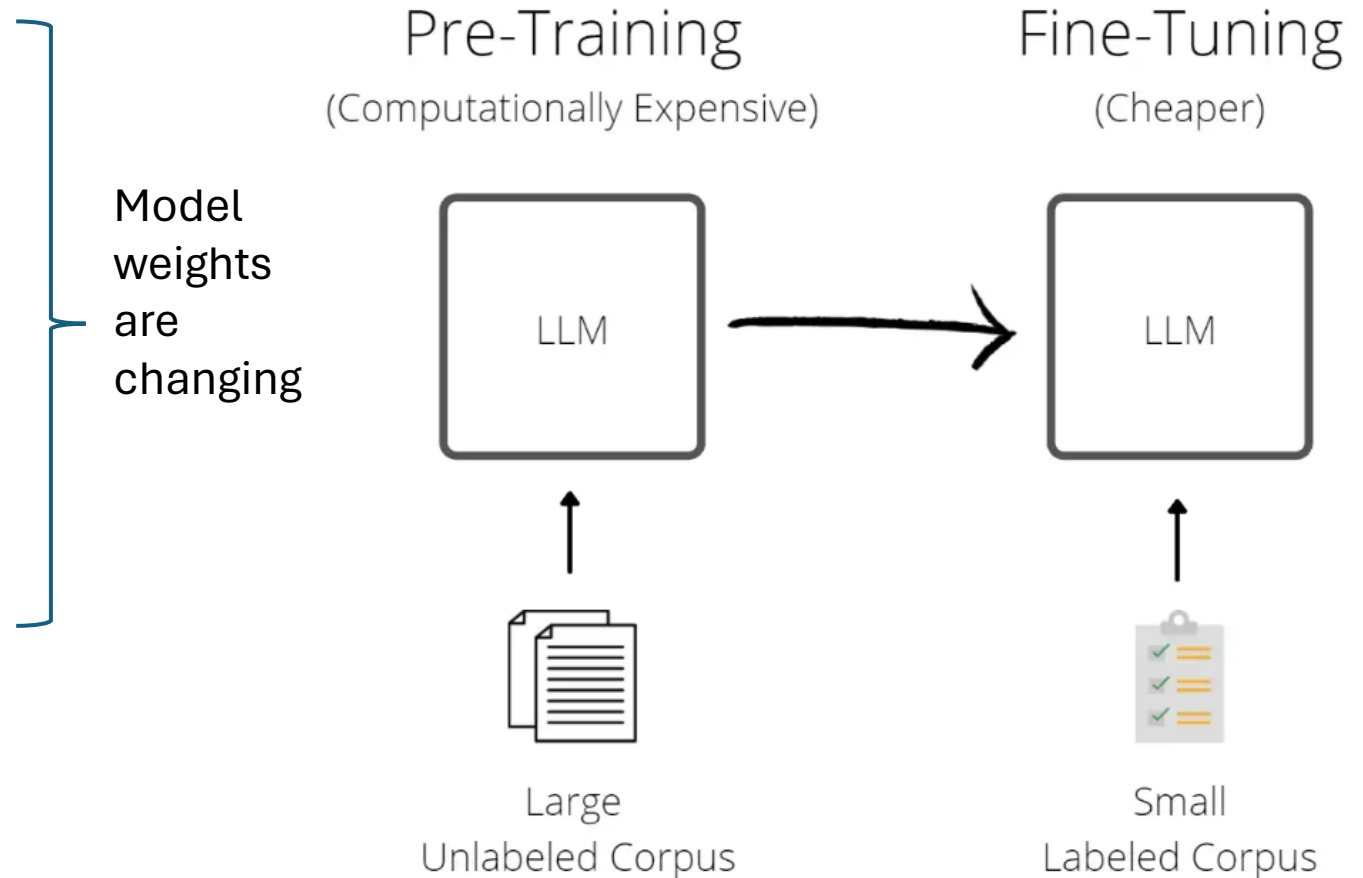 Pre-Training
(Computationally Expensive)
Fine-Tuning
(Cheaper)
Model
weights
are
changing
LLM
LLM
Large
Unlabeled Corpus
Small
Labeled Corpus